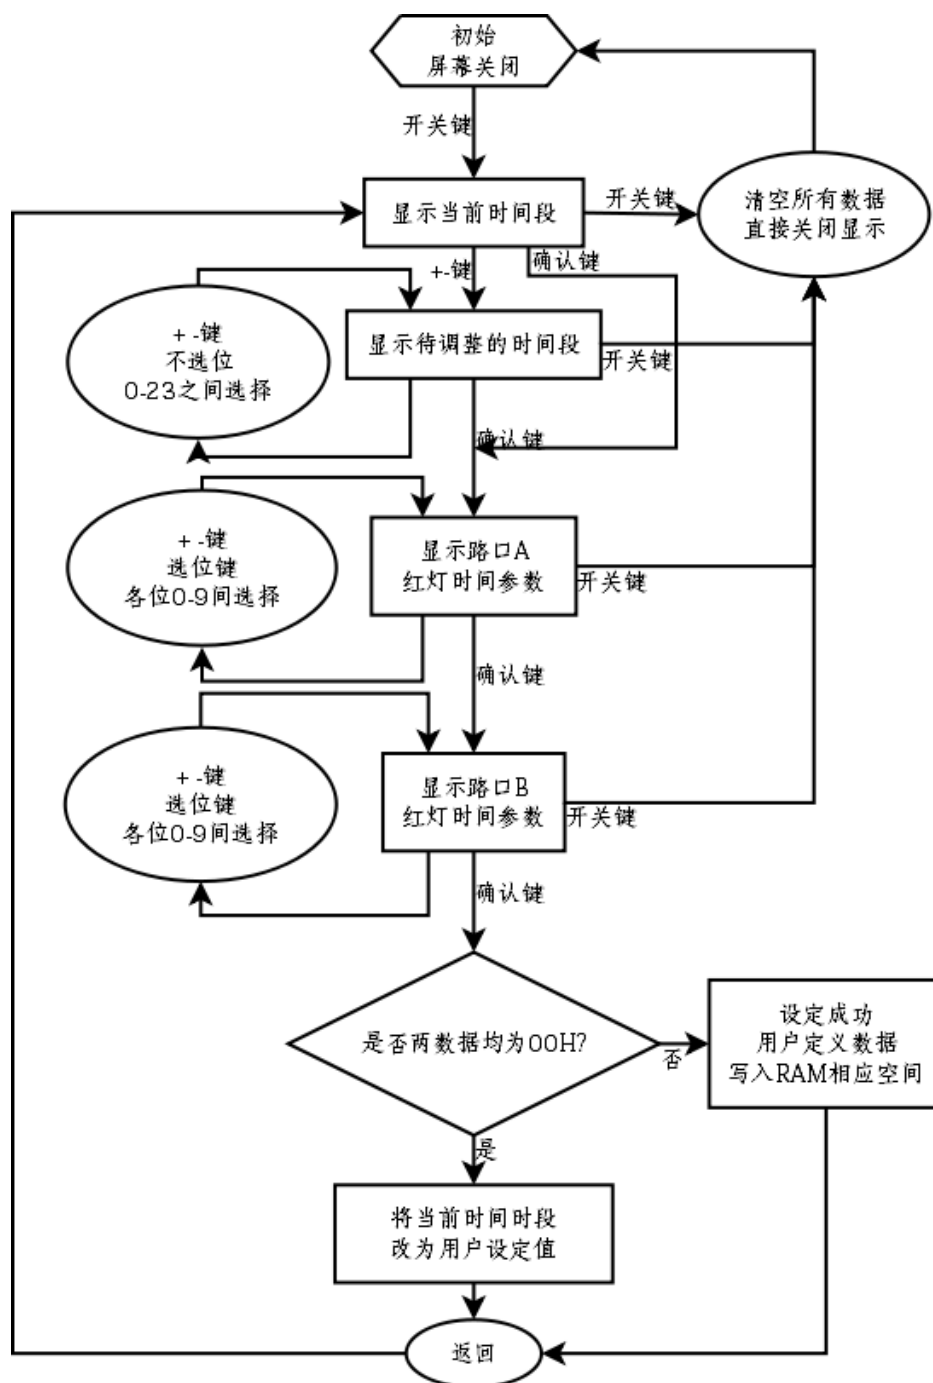 初始
屏幕关闭
开关键
显示当前时间段
开关键
清空所有数据
直接关闭显示
+-键
确认键
+ -键
不选位
0-23之间选择
显示待调整的时间段
开关键
确认键
+ -键
选位键
各位0-9间选择
显示路口A
红灯时间参数
开关键
确认键
+ -键
选位键
各位0-9间选择
显示路口B
红灯时间参数
开关键
确认键
是否两数据均为00H?
否
设定成功
用户定义数据
写入RAM相应空间
是
将当前时间时段
改为用户设定值
返回